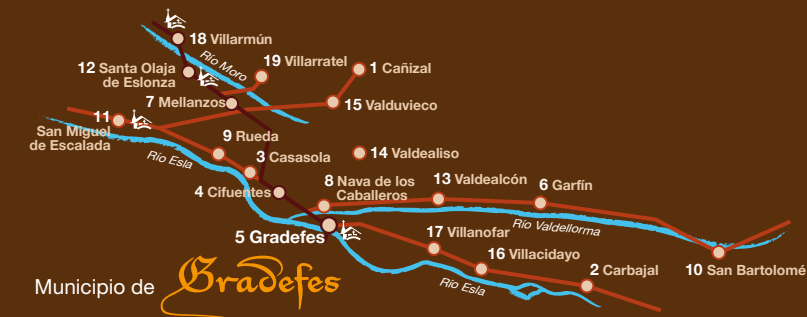 18 Villarmún
Río Moro
19 Villarratel
1 Cañizal
12 Santa Olaja
de Eslonza
7 Mellanzos
15 Valduvieco
11
San Miguel
de Escalada
9 Rueda
Río Esla
3 Casasola
14 Valdealiso
4 Cifuentes
8 Nava de los
Caballeros
13 Valdealcón
6 Garfín
Río Valdellorma
5 Gradefes
17 Villanofar
16 Villacidayo
2 Carbajal
10 San Bartolomé
Río Esla
Municipio de Gradefes